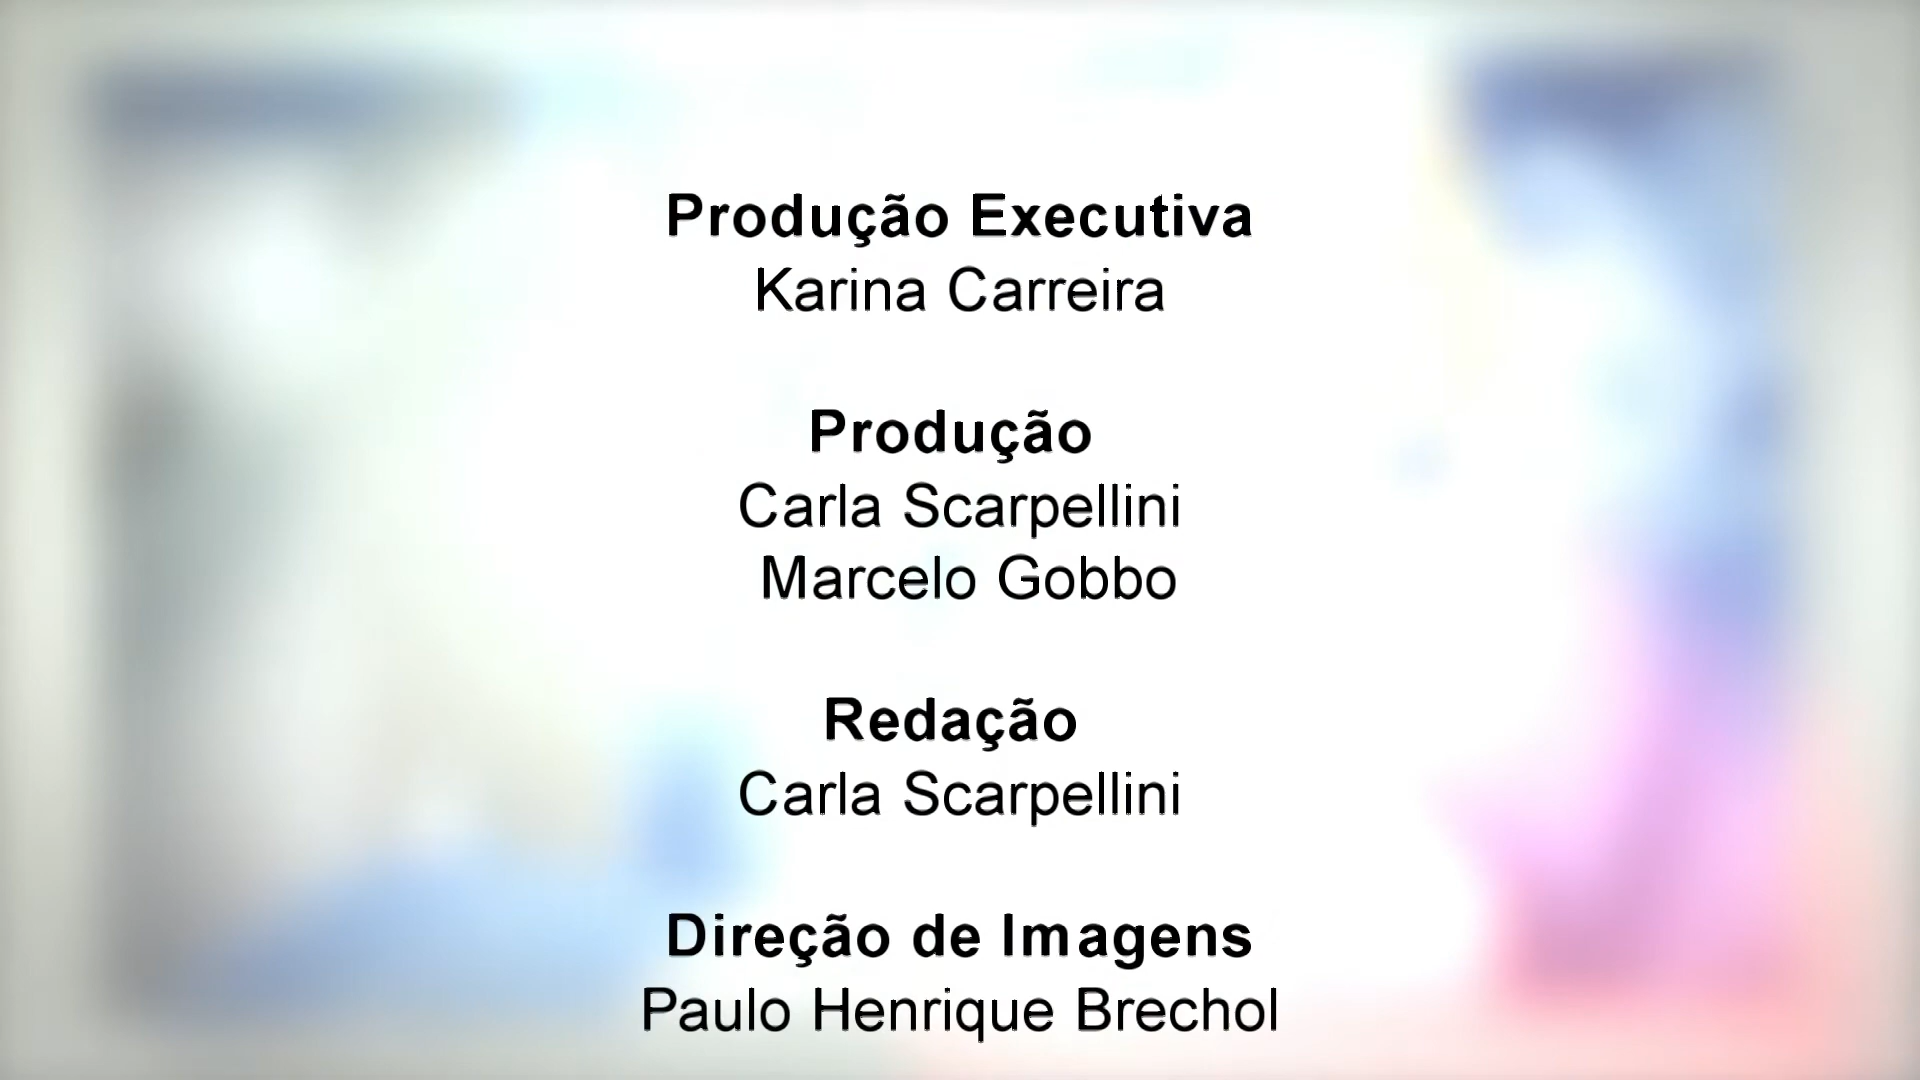 Produção Executiva
Karina Carreira
Produção
Carla Scarpellini
Marcelo Gobbo
Redação
Carla Scarpellini
Direção de Imagens
Paulo Henrique Brechol